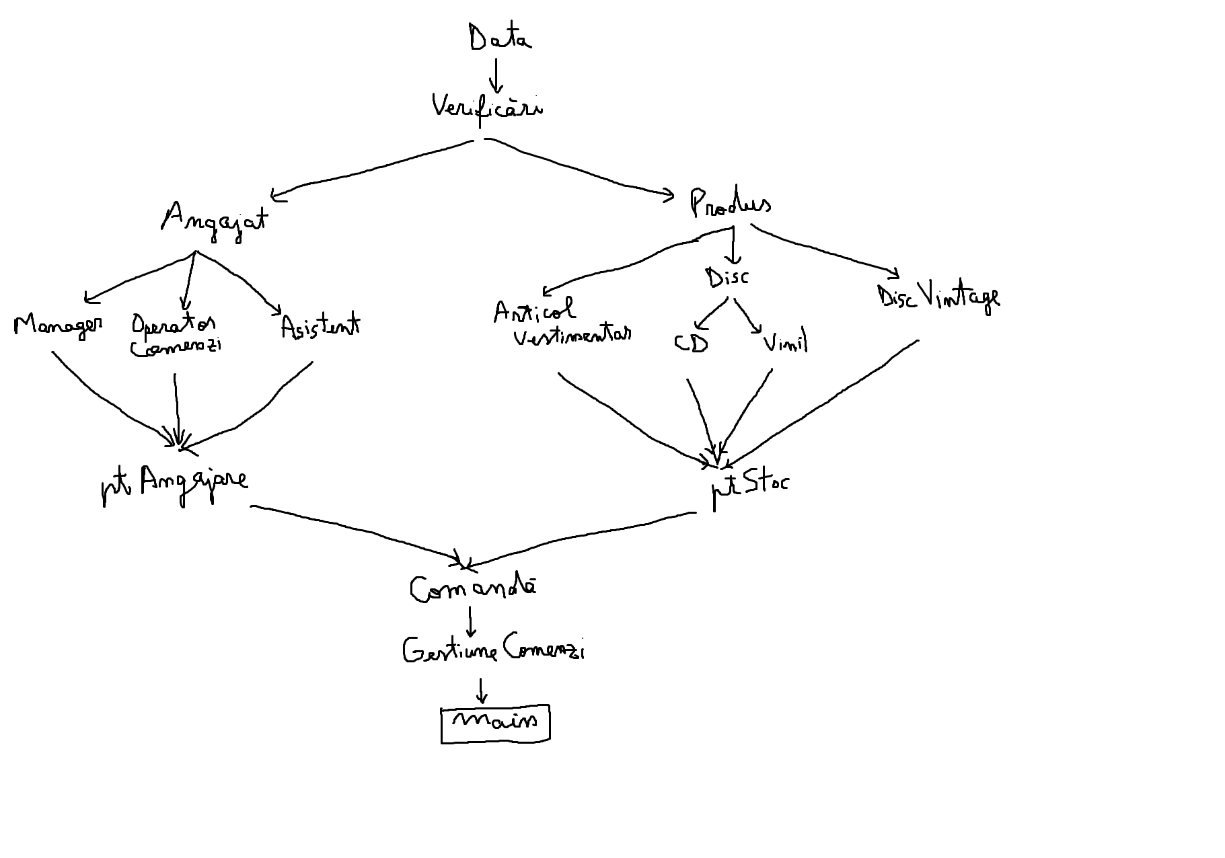 Data
Verificări
Angajat
Produs
Manager
Operator
Comenzi
Asistent
Articol
Vestimentar
Disc
CD
Vinil
Disc Vintage
pt Angajare
pt Stoc
Comandă
Gestiune Comenzi
main